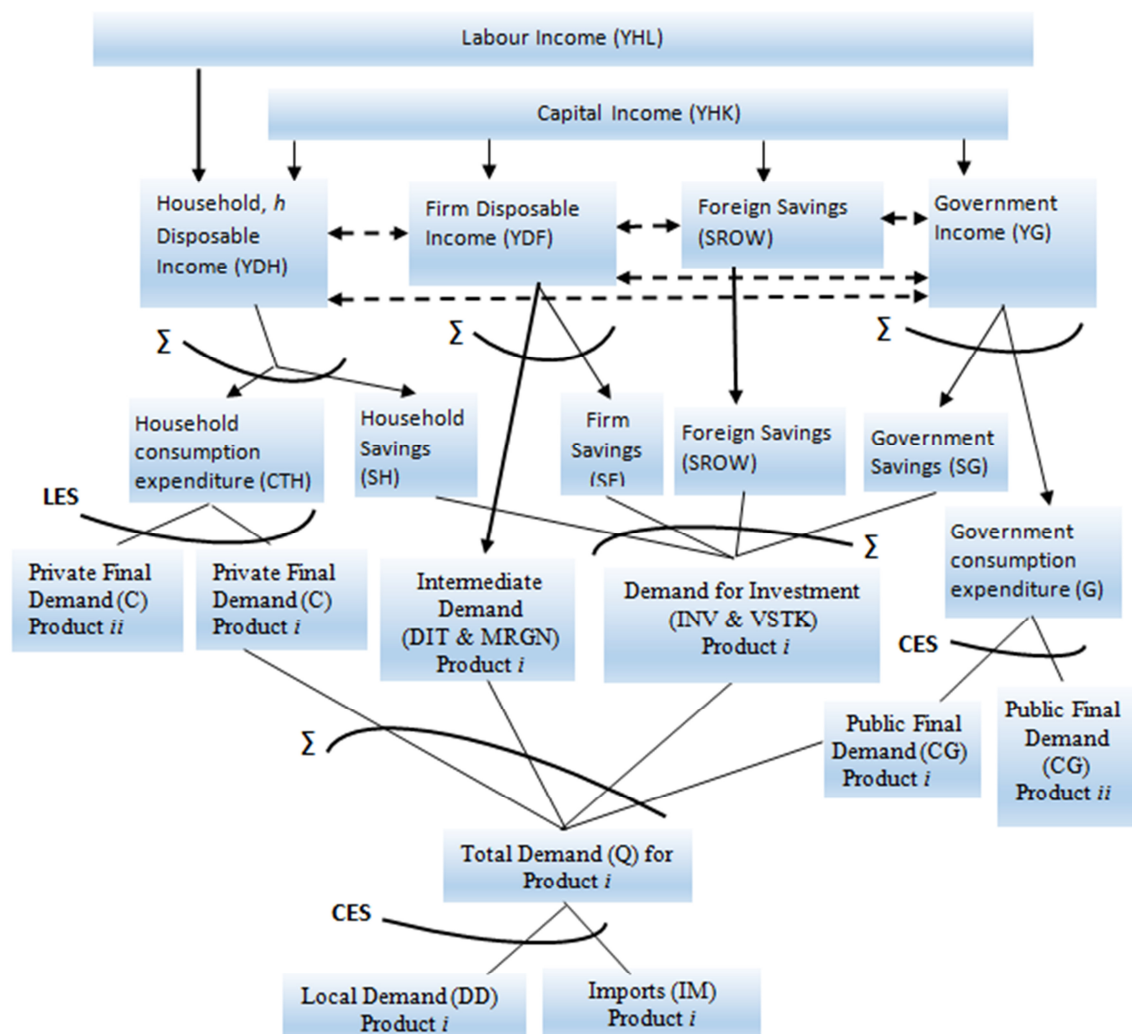 Labour Income (YHL)
Capital Income (YHK)
Household, h
Disposable
Income (YDH)
Firm Disposable
Income (YDF)
Foreign Savings
(SROW)
Government
Income (YG)
∑
∑
∑
Household
consumption
expenditure (CTH)
Household
Savings
(SH)
Firm
Savings
(SF)
Foreign Savings
(SROW)
Government
Savings (SG)
LES
∑
Private Final
Demand (C)
Product ii
Private Final
Demand (C)
Product i
Intermediate
Demand
(DIT & MRGN)
Product i
Demand for Investment
(INV & VSTK)
Product i
Government
consumption
expenditure (G)
CES
Public Final
Demand (CG)
Product i
Public Final
Demand
(CG)
Product ii
∑
Total Demand (Q) for
Product i
CES
Local Demand (DD)
Product i
Imports (IM)
Product i